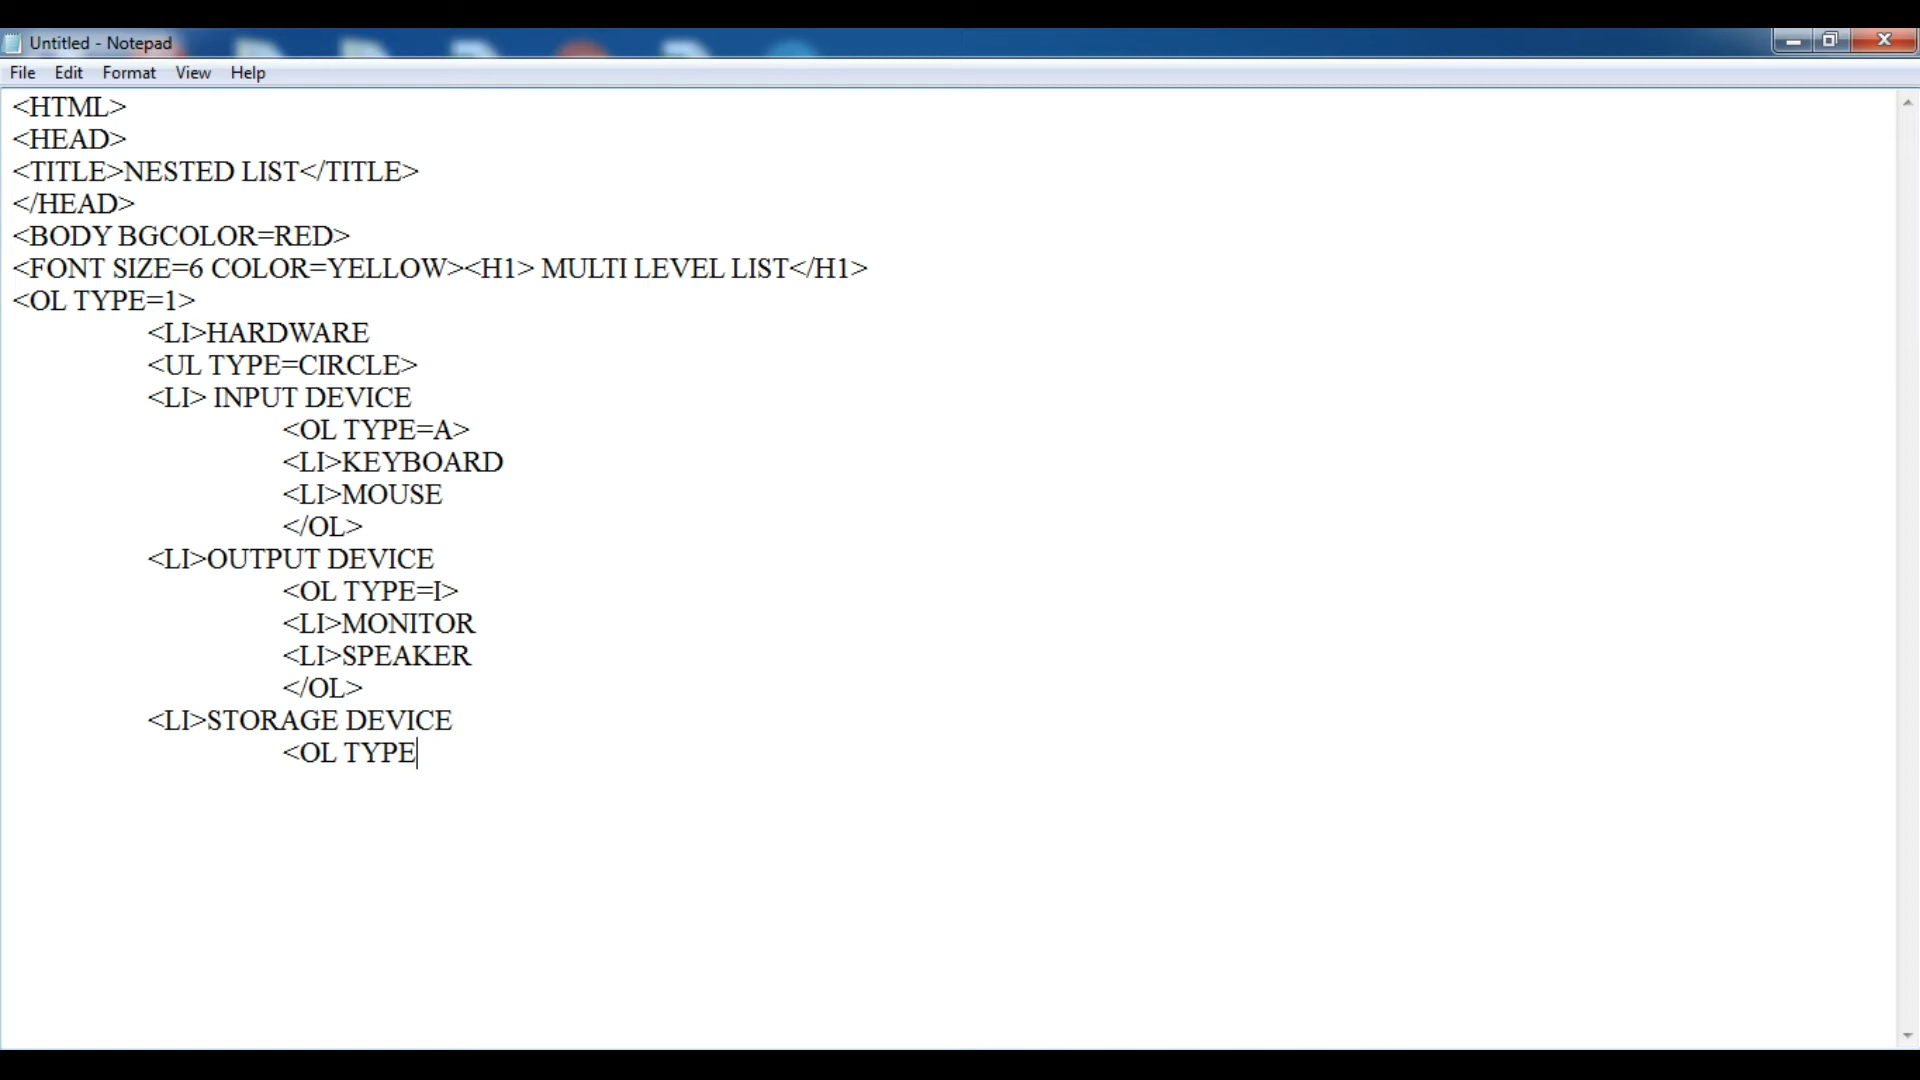 Untitled - Notepad
File Edit Format View Help
<HTML>
<HEAD>
<TITLE>NESTED LIST</TITLE>
</HEAD>
<BODY BGCOLOR=RED>
<FONT SIZE=6 COLOR=YELLOW><H1> MULTI LEVEL LIST</H1>
<OL TYPE=1>
<LI>HARDWARE
<UL TYPE=CIRCLE>
<LI> INPUT DEVICE
<OL TYPE=A>
<LI>KEYBOARD
<LI>MOUSE
</OL>
<LI>OUTPUT DEVICE
<OL TYPE=I>
<LI>MONITOR
<LI>SPEAKER
</OL>
<LI>STORAGE DEVICE
<OL TYPE